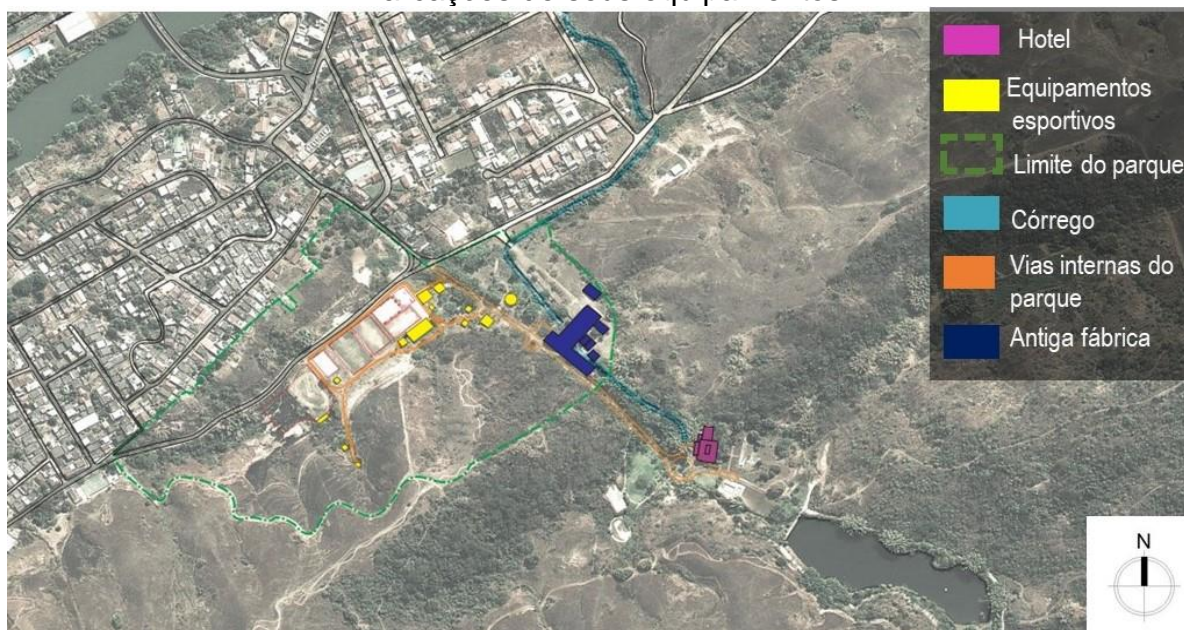 Hotel
Equipamentos
esportivos
Limite do parque
Córrego
Vias internas do
parque
Antiga fábrica
N